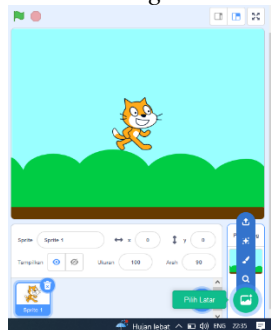 Sprite Sprite 1 x 0 y 0
Tampilkan Ukuran 100 Arah 90
Sprite 1
Pilih Latar
Hujan lebat ENG 22:35